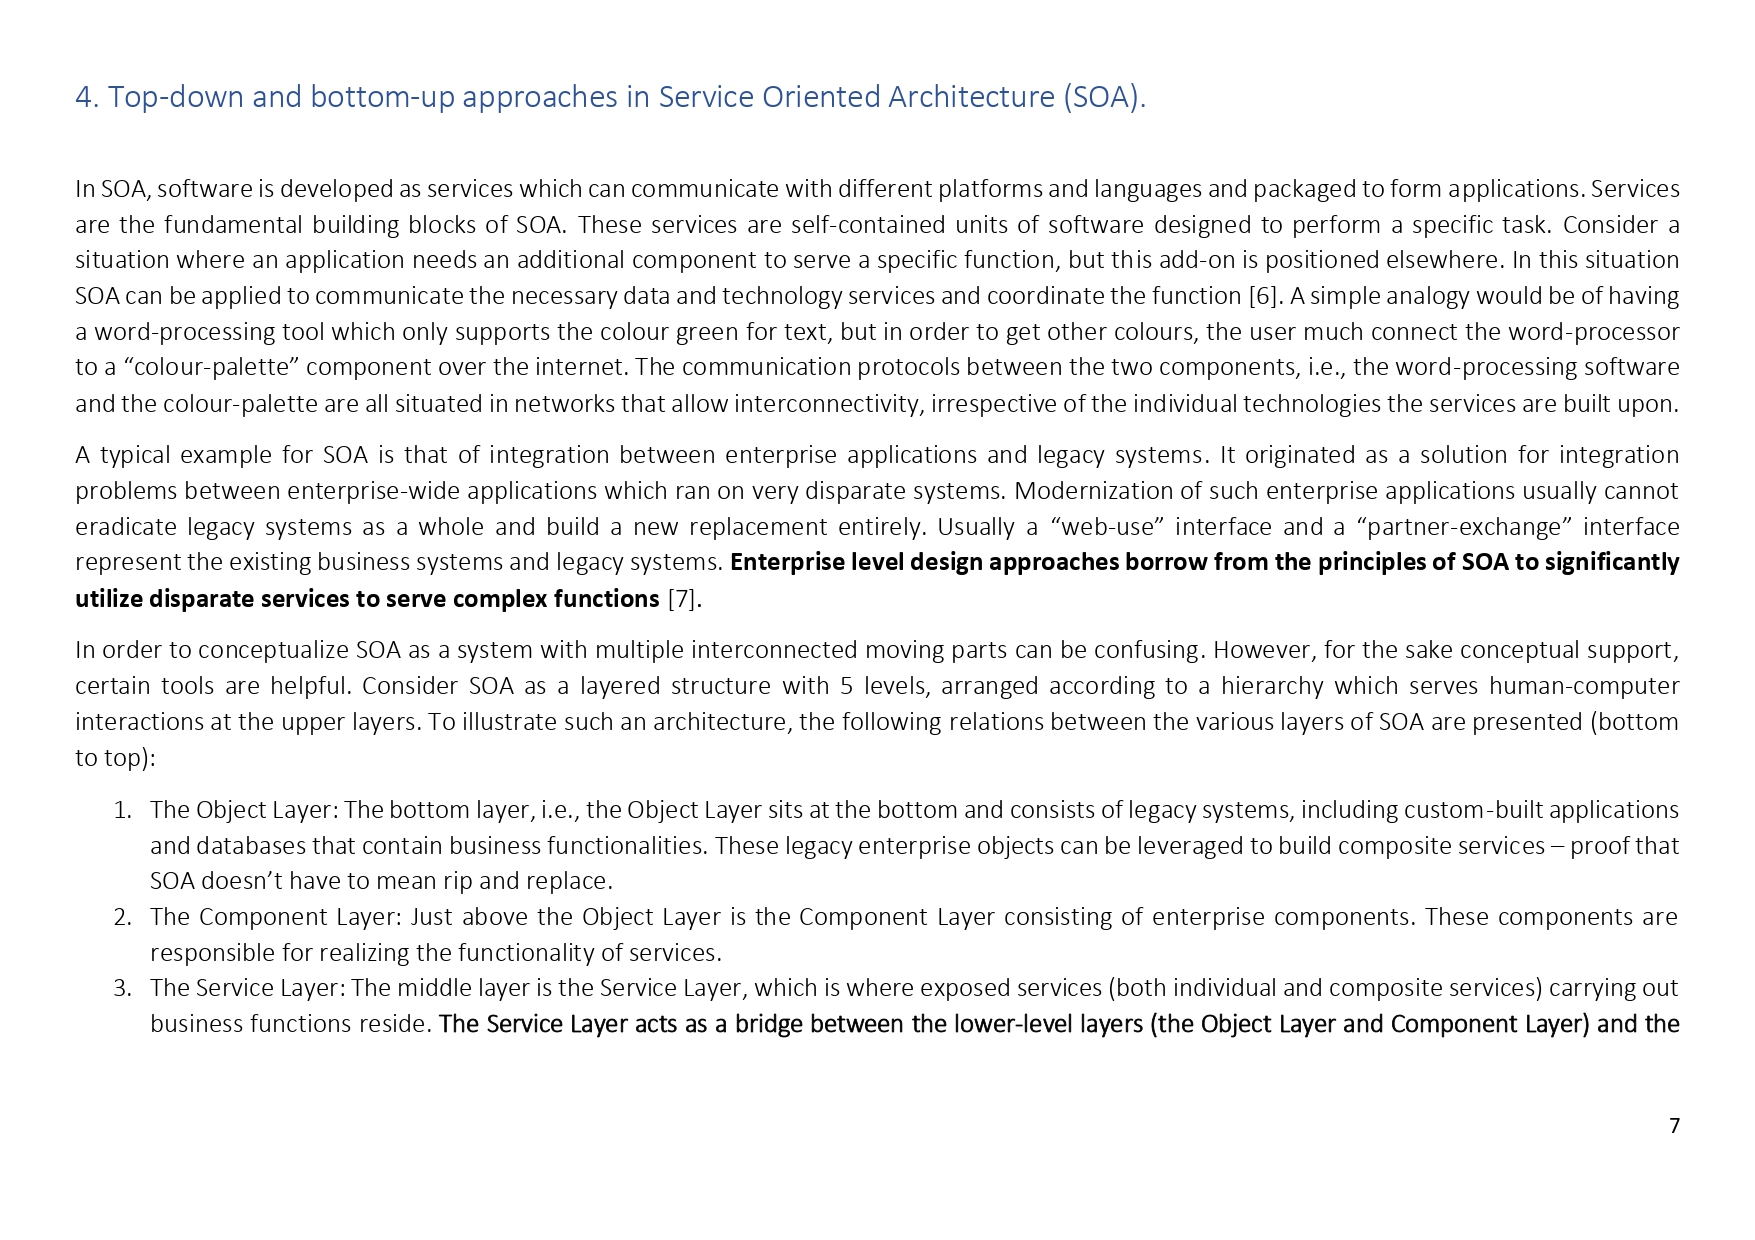 4. Top-down and bottom-up approaches in Service Oriented Architecture (SOA).
In SOA, software is developed as services which can communicate with different platforms and languages and packaged to form applications. Services
are the fundamental building blocks of SOA. These services are self-contained units of software designed to perform a specific task. Consider a
situation where an application needs an additional component to serve a specific function, but this add-on is positioned elsewhere. In this situation
SOA can be applied to communicate the necessary data and technology services and coordinate the function [6]. A simple analogy would be of having
a word-processing tool which only supports the colour green for text, but in order to get other colours, the user much connect the word-processor
to a “colour-palette” component over the internet. The communication protocols between the two components, i.e., the word-processing software
and the colour-palette are all situated in networks that allow interconnectivity, irrespective of the individual technologies the services are built upon.
A typical example for SOA is that of integration between enterprise applications and legacy systems. It originated as a solution for integration
problems between enterprise-wide applications which ran on very disparate systems. Modernization of such enterprise applications usually cannot
eradicate legacy systems as a whole and build a new replacement entirely. Usually a “web-use” interface and a “partner-exchange” interface
represent the existing business systems and legacy systems. Enterprise level design approaches borrow from the principles of SOA to significantly
utilize disparate services to serve complex functions [7].
In order to conceptualize SOA as a system with multiple interconnected moving parts can be confusing. However, for the sake conceptual support,
certain tools are helpful. Consider SOA as a layered structure with 5 levels, arranged according to a hierarchy which serves human-computer
interactions at the upper layers. To illustrate such an architecture, the following relations between the various layers of SOA are presented (bottom
to top):
1. The Object Layer: The bottom layer, i.e., the Object Layer sits at the bottom and consists of legacy systems, including custom-built applications
and databases that contain business functionalities. These legacy enterprise objects can be leveraged to build composite services – proof that
SOA doesn’t have to mean rip and replace.
2. The Component Layer: Just above the Object Layer is the Component Layer consisting of enterprise components. These components are
responsible for realizing the functionality of services.
3. The Service Layer: The middle layer is the Service Layer, which is where exposed services (both individual and composite services) carrying out
business functions reside. The Service Layer acts as a bridge between the lower-level layers (the Object Layer and Component Layer) and the
7